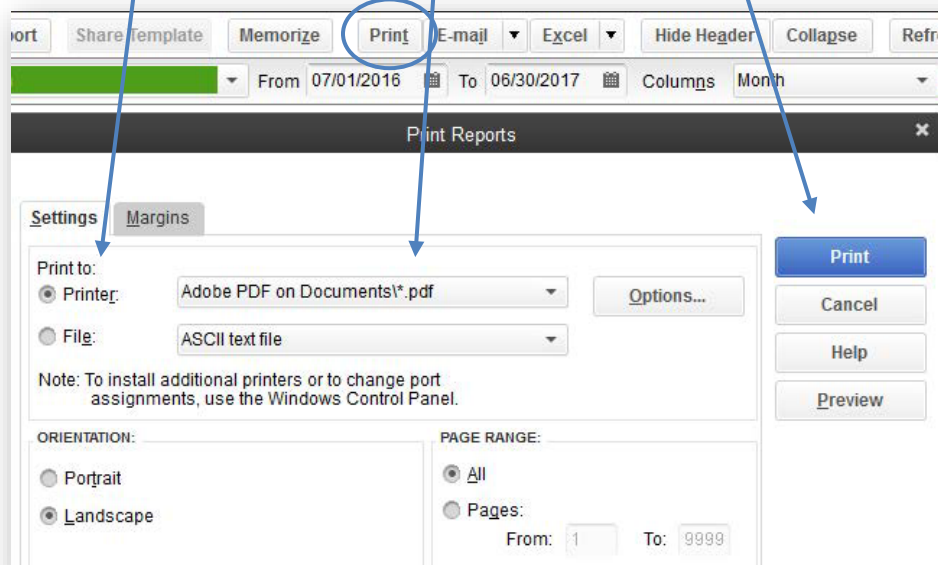 ort Share Template Memorize Print E-mail Excel Hide Header Collapse Refr
From 07/01/2016 To 06/30/2017 Columns Month
Print Reports ×
Settings Margins
Print to:
Printer: Adobe PDF on Documents\*.pdf Options...
File: ASCII text file
Note: To install additional printers or to change port
assignments, use the Windows Control Panel.
Print
Cancel
Help
Preview
ORIENTATION:
Portrait
Landscape
PAGE RANGE:
All
Pages:
From: 1 To: 9999